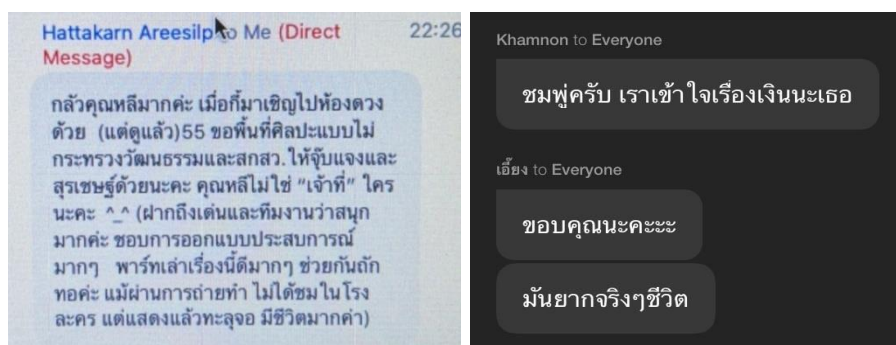 Hattakarn Areesilp to Me (Direct 22:26
Message)
กลัวคุณหลีมากค่ะ เมื่อกี้มาเชิญไปห้องดวง
ด้วย (แต่ดูแล้ว)55 ขอพื้นที่ศิลปะแบบไม่
กระทรวงวัฒนธรรมและสกสว.ให้จุ๊บแจงและ
สุรเชษฐ์ด้วยนะคะ คุณหลีไม่ใช่ “เจ้าที่” ใคร
นะคะ ^_^ (ฝากถึงเด่นและทีมงานว่าสนุก
มากค่ะ ชอบการออกแบบประสบการณ์
มากๆ พาร์ทเล่าเรื่องนี้ดีมากๆ ช่วยกันถัก
ทอค่ะ แม้ผ่านการถ่ายทำ ไม่ได้ชมในโรง
ละคร แต่แสดงแล้วทะลุจอ มีชีวิตมากค่า)
Khamnon to Everyone
ชมพู่ครับ เราเข้าใจเรื่องเงินนะเธอ
เอี๊ยง to Everyone
ขอบคุณนะคะะะ
มันยากจริงๆชีวิต